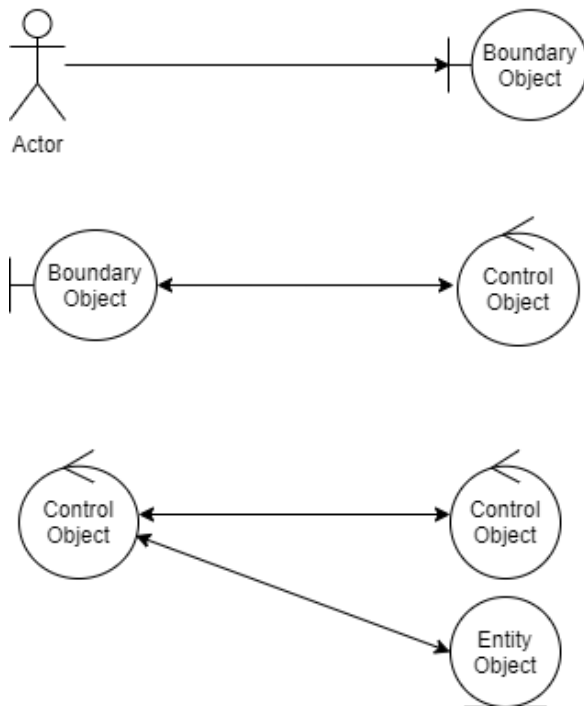 Boundary
Object
Actor
Boundary
Object
Control
Object
Control
Object
Control
Object
Entity
Object